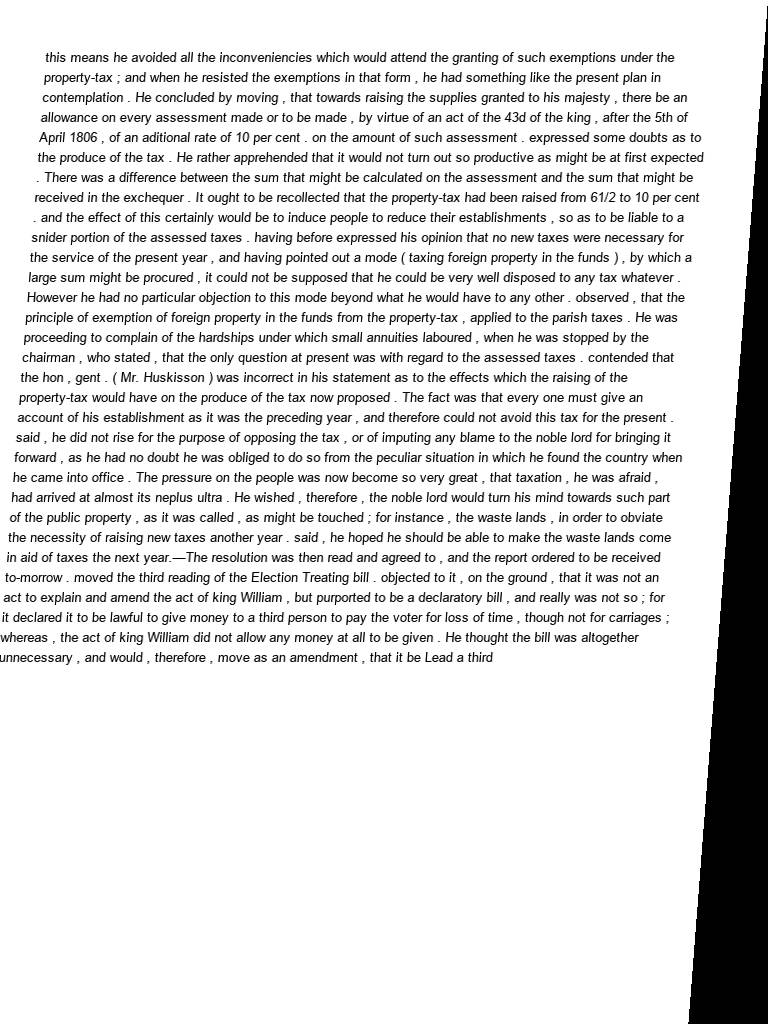 this means he avoided all the inconveniencies which would attend the granting of such exemptions under the
property-tax ; and when he resisted the exemptions in that form , he had something like the present plan in
contemplation . He concluded by moving , that towards raising the supplies granted to his majesty , there be an
allowance on every assessment made or to be made , by virtue of an act of the 43d of the king , after the 5th of
April 1806 , of an aditional rate of 10 per cent . on the amount of such assessment . expressed some doubts as to
the produce of the tax . He rather apprehended that it would not turn out so productive as might be at first expected
. There was a difference between the sum that might be calculated on the assessment and the sum that might be
received in the exchequer . It ought to be recollected that the property-tax had been raised from 61/2 to 10 per cent
. and the effect of this certainly would be to induce people to reduce their establishments , so as to be liable to a
snider portion of the assessed taxes . having before expressed his opinion that no new taxes were necessary for
the service of the present year , and having pointed out a mode ( taxing foreign property in the funds ) , by which a
large sum might be procured , it could not be supposed that he could be very well disposed to any tax whatever .
However he had no particular objection to this mode beyond what he would have to any other . observed , that the
principle of exemption of foreign property in the funds from the property-tax , applied to the parish taxes . He was
proceeding to complain of the hardships under which small annuities laboured , when he was stopped by the
chairman , who stated , that the only question at present was with regard to the assessed taxes . contended that
the hon , gent . ( Mr. Huskisson ) was incorrect in his statement as to the effects which the raising of the
property-tax would have on the produce of the tax now proposed . The fact was that every one must give an
account of his establishment as it was the preceding year , and therefore could not avoid this tax for the present .
said , he did not rise for the purpose of opposing the tax , or of imputing any blame to the noble lord for bringing it
forward , as he had no doubt he was obliged to do so from the peculiar situation in which he found the country when
he came into office . The pressure on the people was now become so very great , that taxation , he was afraid ,
had arrived at almost its neplus ultra . He wished , therefore , the noble lord would turn his mind towards such part
of the public property , as it was called , as might be touched ; for instance , the waste lands , in order to obviate
the necessity of raising new taxes another year . said , he hoped he should be able to make the waste lands come
in aid of taxes the next year.—The resolution was then read and agreed to , and the report ordered to be received
to-morrow . moved the third reading of the Election Treating bill . objected to it , on the ground , that it was not an
act to explain and amend the act of king William , but purported to be a declaratory bill , and really was not so ; for
it declared it to be lawful to give money to a third person to pay the voter for loss of time , though not for carriages ;
whereas , the act of king William did not allow any money at all to be given . He thought the bill was altogether
unnecessary , and would , therefore , move as an amendment , that it be Lead a third